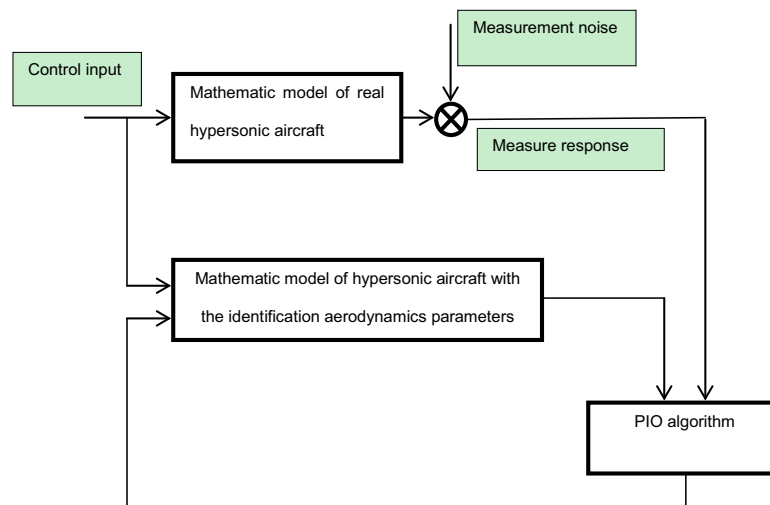 Measurement noise
Control input
Mathematic model of real
hypersonic aircraft
Measure response
Mathematic model of hypersonic aircraft with
the identification aerodynamics parameters
PIO algorithm